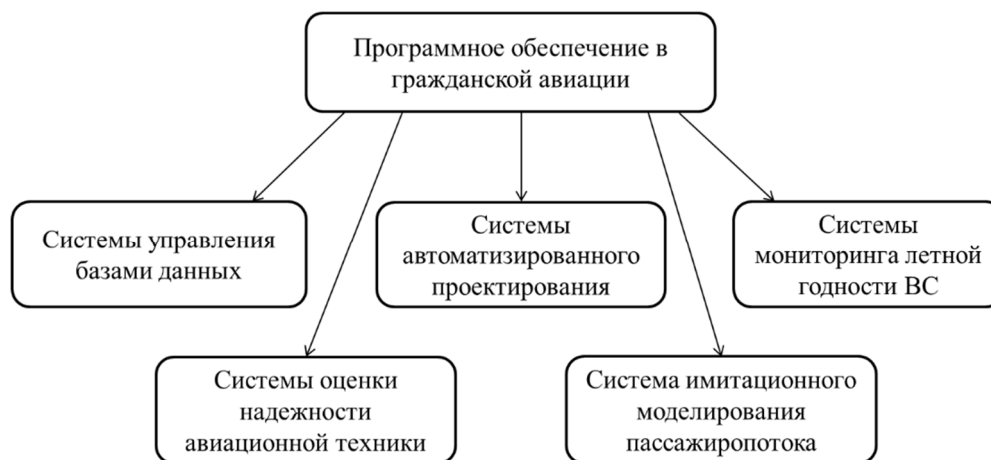 Программное обеспечение в
гражданской авиации
Системы управления
базами данных
Системы
автоматизированного
проектирования
Системы
мониторинга летной
годности ВС
Системы оценки
надежности
авиационной техники
Система имитационного
моделирования
пассажиропотока